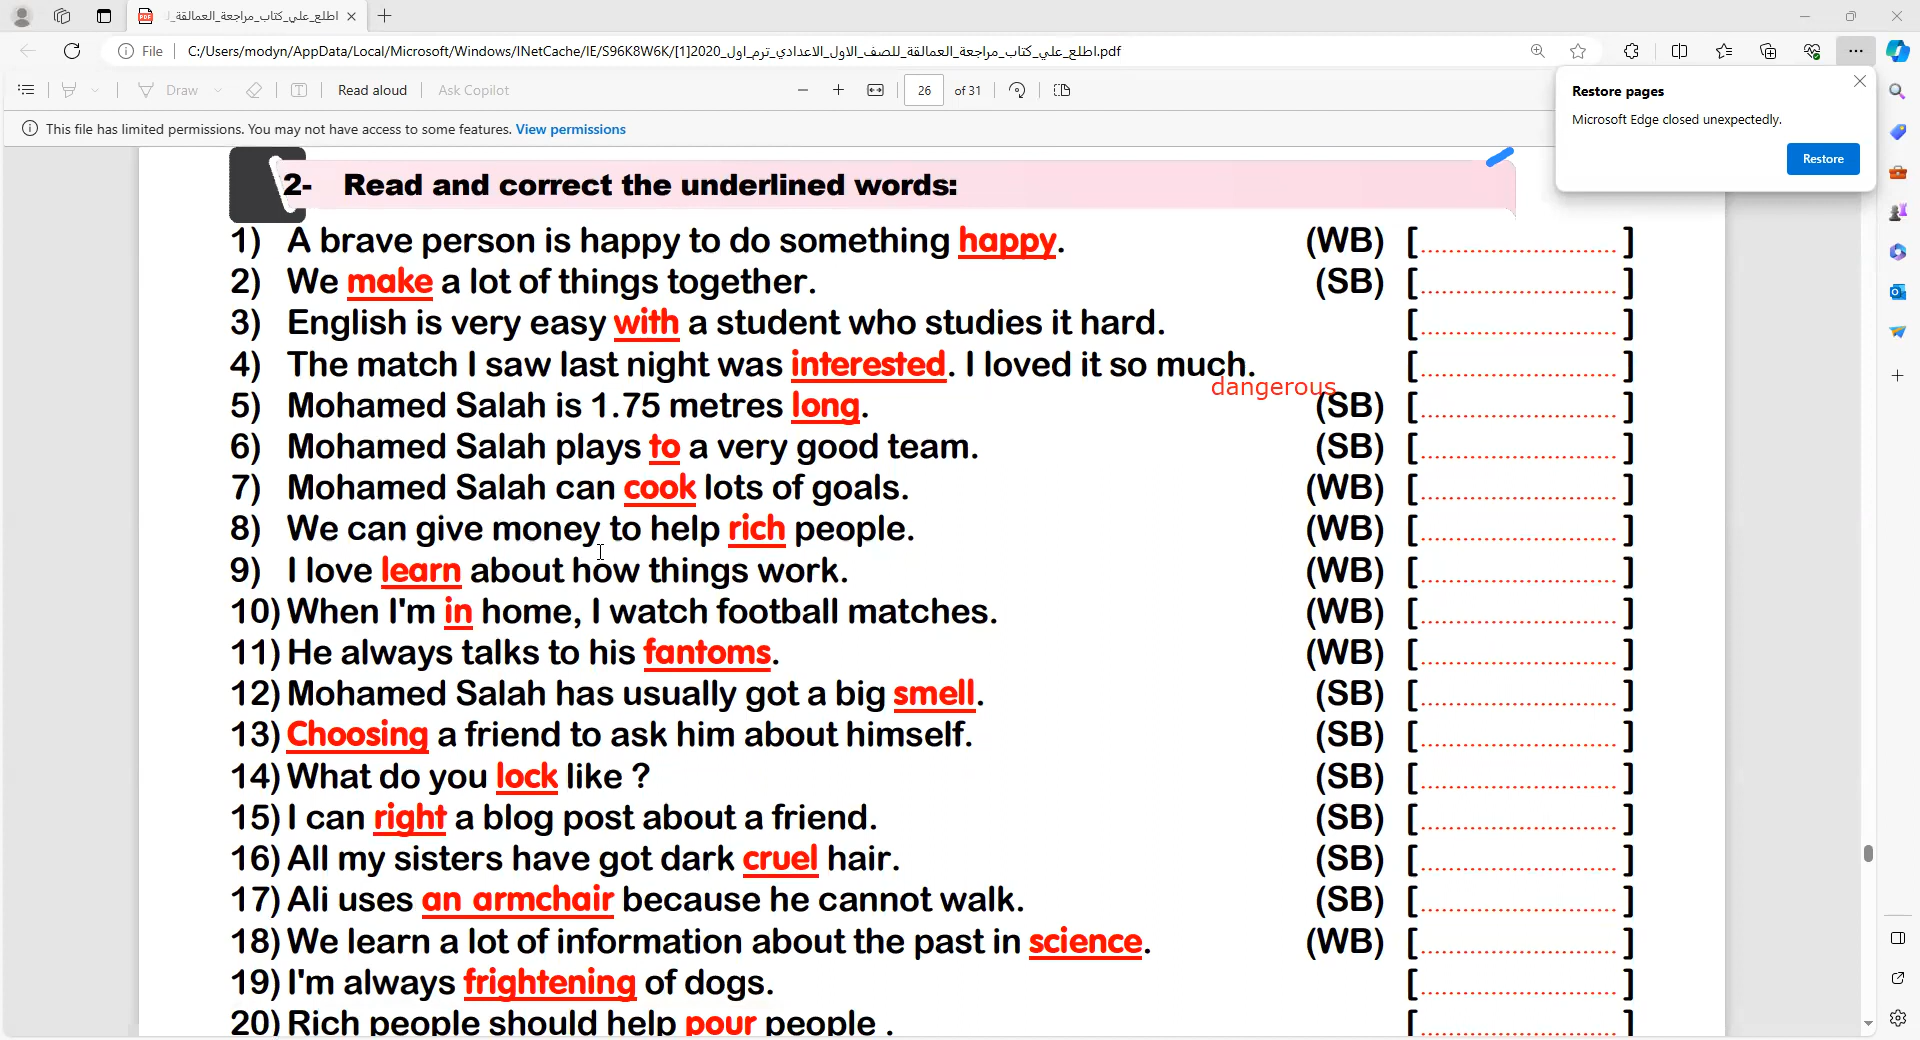 اطلع_علي_كتاب_مراجعة_العمالقة_ل
File
C:/Users/modyn/AppData/Local/Microsoft/Windows/INetCache/IE/S96K8W6K/[1]2020_اطلع_علي_كتاب_مراجعة_العمالقة_للصف_الاول_الاعدادي_ترم_اول.pdf
Draw
Read aloud
Ask Copilot
26 of 31
This file has limited permissions. You may not have access to some features. View permissions
Restore pages
Microsoft Edge closed unexpectedly.
Restore
2- Read and correct the underlined words:
1) A brave person is happy to do something happy. (WB) [..............................]
2) We make a lot of things together. (SB) [..............................]
3) English is very easy with a student who studies it hard. [..............................]
4) The match I saw last night was interested. I loved it so much. [..............................]
dangerous
5) Mohamed Salah is 1.75 metres long. (SB) [..............................]
6) Mohamed Salah plays to a very good team. (SB) [..............................]
7) Mohamed Salah can cook lots of goals. (WB) [..............................]
8) We can give money to help rich people. (WB) [..............................]
9) I love learn about how things work. (WB) [..............................]
10) When I'm in home, I watch football matches. (WB) [..............................]
11) He always talks to his fantoms. (WB) [..............................]
12) Mohamed Salah has usually got a big smell. (SB) [..............................]
13) Choosing a friend to ask him about himself. (SB) [..............................]
14) What do you lock like ? (SB) [..............................]
15) I can right a blog post about a friend. (SB) [..............................]
16) All my sisters have got dark cruel hair. (SB) [..............................]
17) Ali uses an armchair because he cannot walk. (SB) [..............................]
18) We learn a lot of information about the past in science. (WB) [..............................]
19) I'm always frightening of dogs. [..............................]
20) Rich people should help pour people . [..............................]